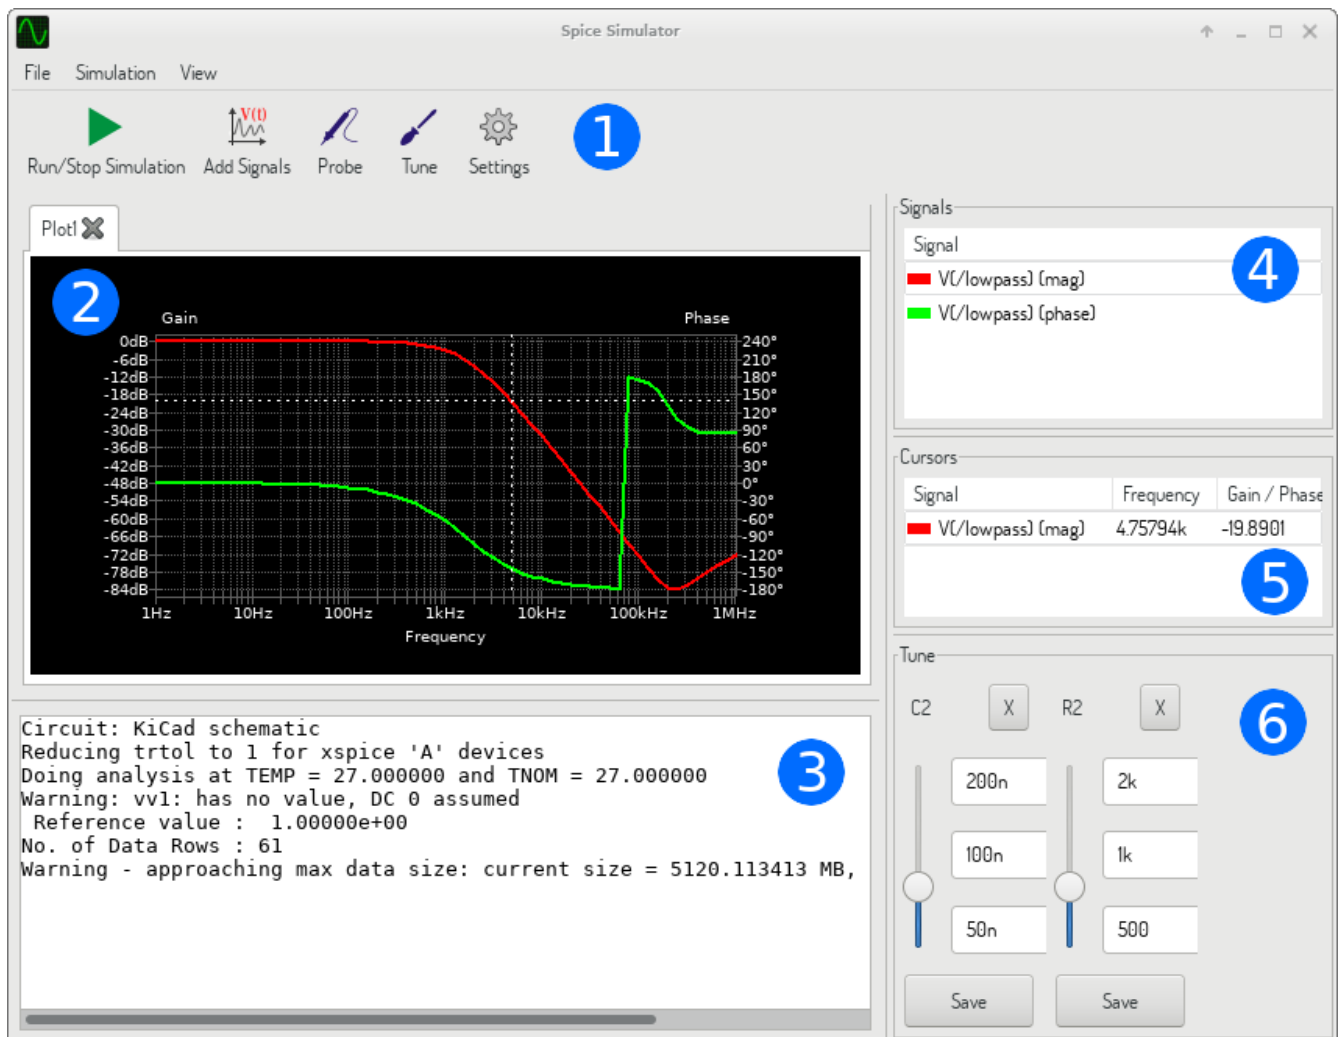 Spice Simulator
File Simulation View
V(t)
Run/Stop Simulation Add Signals Probe Tune Settings
1
Plot1
2
Gain Phase
0dB 240°
-6dB 210°
-12dB 180°
-18dB 150°
-24dB 120°
-30dB 90°
-36dB 60°
-42dB 30°
-48dB 0°
-54dB -30°
-60dB -60°
-66dB -90°
-72dB -120°
-78dB -150°
-84dB -180°
1Hz 10Hz 100Hz 1kHz 10kHz 100kHz 1MHz
Frequency
Circuit: KiCad schematic
Reducing trtol to 1 for xspice 'A' devices
Doing analysis at TEMP = 27.000000 and TNOM = 27.000000
Warning: vv1: has no value, DC 0 assumed
Reference value : 1.00000e+00
No. of Data Rows : 61
Warning - approaching max data size: current size = 5120.113413 MB,
3
Signals
Signal
4
V(/lowpass) (mag)
V(/lowpass) (phase)
Cursors
Signal Frequency Gain / Phase
V(/lowpass) (mag) 4.75794k -19.8901
5
Tune
C2 X R2 X
6
200n 2k
100n 1k
50n 500
Save Save